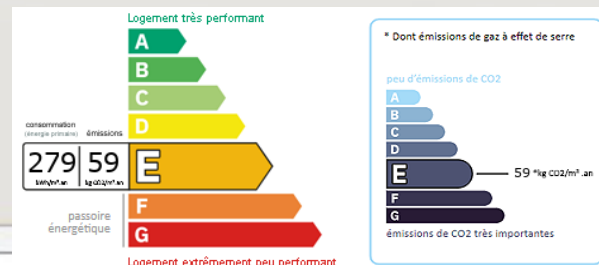 Logement très performant
A
B
C
D
consommation
(énergie primaire)
émissions
279
59
kWh/m².an
kg CO2/m².an
E
F
G
passoire
énergétique
Logement extrêmement peu performant
* Dont émissions de gaz à effet de serre
peu d'émissions de CO2
A
B
C
D
E
59 *kg CO2/m².an
F
G
émissions de CO2 très importantes